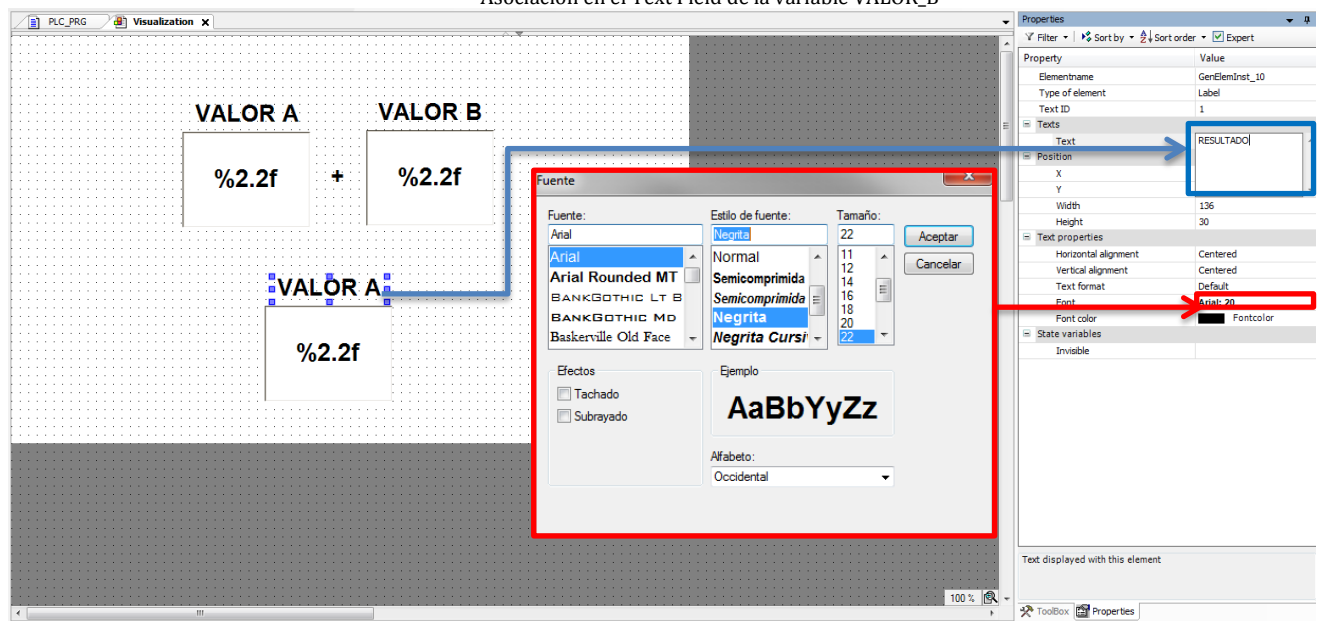 Asociación en el Text Field de la variable VALOR_B
PLC_PRG
Visualization x
VALOR A
VALOR B
%2.2f
+
%2.2f
VALOR A
%2.2f
Fuente
Fuente:
Estilo de fuente:
Tamaño:
Arial
Negrita
22
Aceptar
Cancelar
Arial
Arial Rounded MT
BankGothic Lt B
BankGothic Md
Baskerville Old Face
Normal
Semicomprimida
Semicomprimida
Negrita
Negrita Cursi
11
12
14
16
18
20
22
Efectos
Tachado
Subrayado
Ejemplo
AaBbYyZz
Alfabeto:
Occidental
100 %
Properties
Filter
Sort by
Sort order
Expert
Property Value
Elementname GenElemInst_10
Type of element Label
Text ID 1
Texts
Text RESULTADO
Position
X
Y
Width 136
Height 30
Text properties
Horizontal alignment Centered
Vertical alignment Centered
Text format Default
Font Arial; 20
Font color Fontcolor
State variables
Invisible
Text displayed with this element
ToolBox Properties